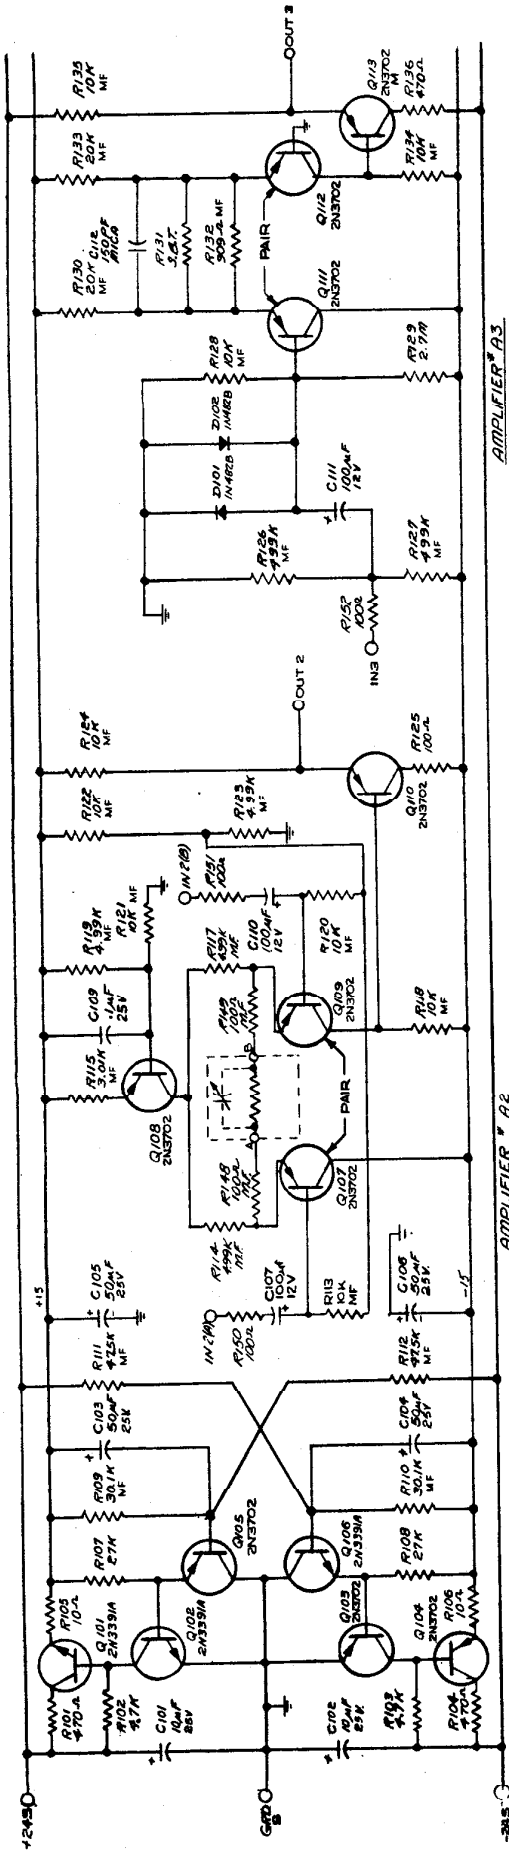 +24S
GRD
S
-24S
R101
470Ω
R102
4.7K
C101
10µF
25V
C102
10µF
25V
R103
4.7K
R104
470Ω
R105
10Ω
Q101
2N3391A
Q102
2N3391A
Q103
2N3702
Q104
2N3702
R106
10Ω
R107
27K
R108
27K
R109
30.1K
MF
C103
50µF
25V
Q105
2N3702
Q106
2N3391A
R110
30.1K
MF
C104
50µF
25V
R111
47.5K
MF
R112
47.5K
MF
+15
C105
50µF
25V
C106
50µF
25V
-15
IN2(A)
R150
100Ω
C107
100µF
12V
R113
10K
MF
R114
499K
MF
R148
100Ω
MF
A
B
R149
100Ω
MF
R117
499K
MF
Q107
2N3702
PAIR
Q109
2N3702
Q108
2N3702
R115
3.01K
MF
C109
.1µF
25V
R119
4.99K
MF
R121
10K
MF
IN2(B)
R151
100Ω
C110
100µF
12V
R120
10K
MF
R118
10K
MF
R122
10K
MF
R123
4.99K
MF
R124
10K
MF
OUT 2
Q110
2N3702
R125
100Ω
AMPLIFIER # A2
IN3
R152
100Ω
R126
499K
MF
R127
499K
MF
C111
100µF
12V
D101
1N482B
D102
1N482B
R128
10K
MF
R129
2.7M
R130
20K
MF
C112
150PF
MICA
R131
S.B.T.
R132
909Ω MF
PAIR
Q111
2N3702
Q112
2N3702
R133
20K
MF
R134
10K
MF
R135
10K
MF
OUT 3
Q113
2N3702
M
R136
470Ω
AMPLIFIER # A3